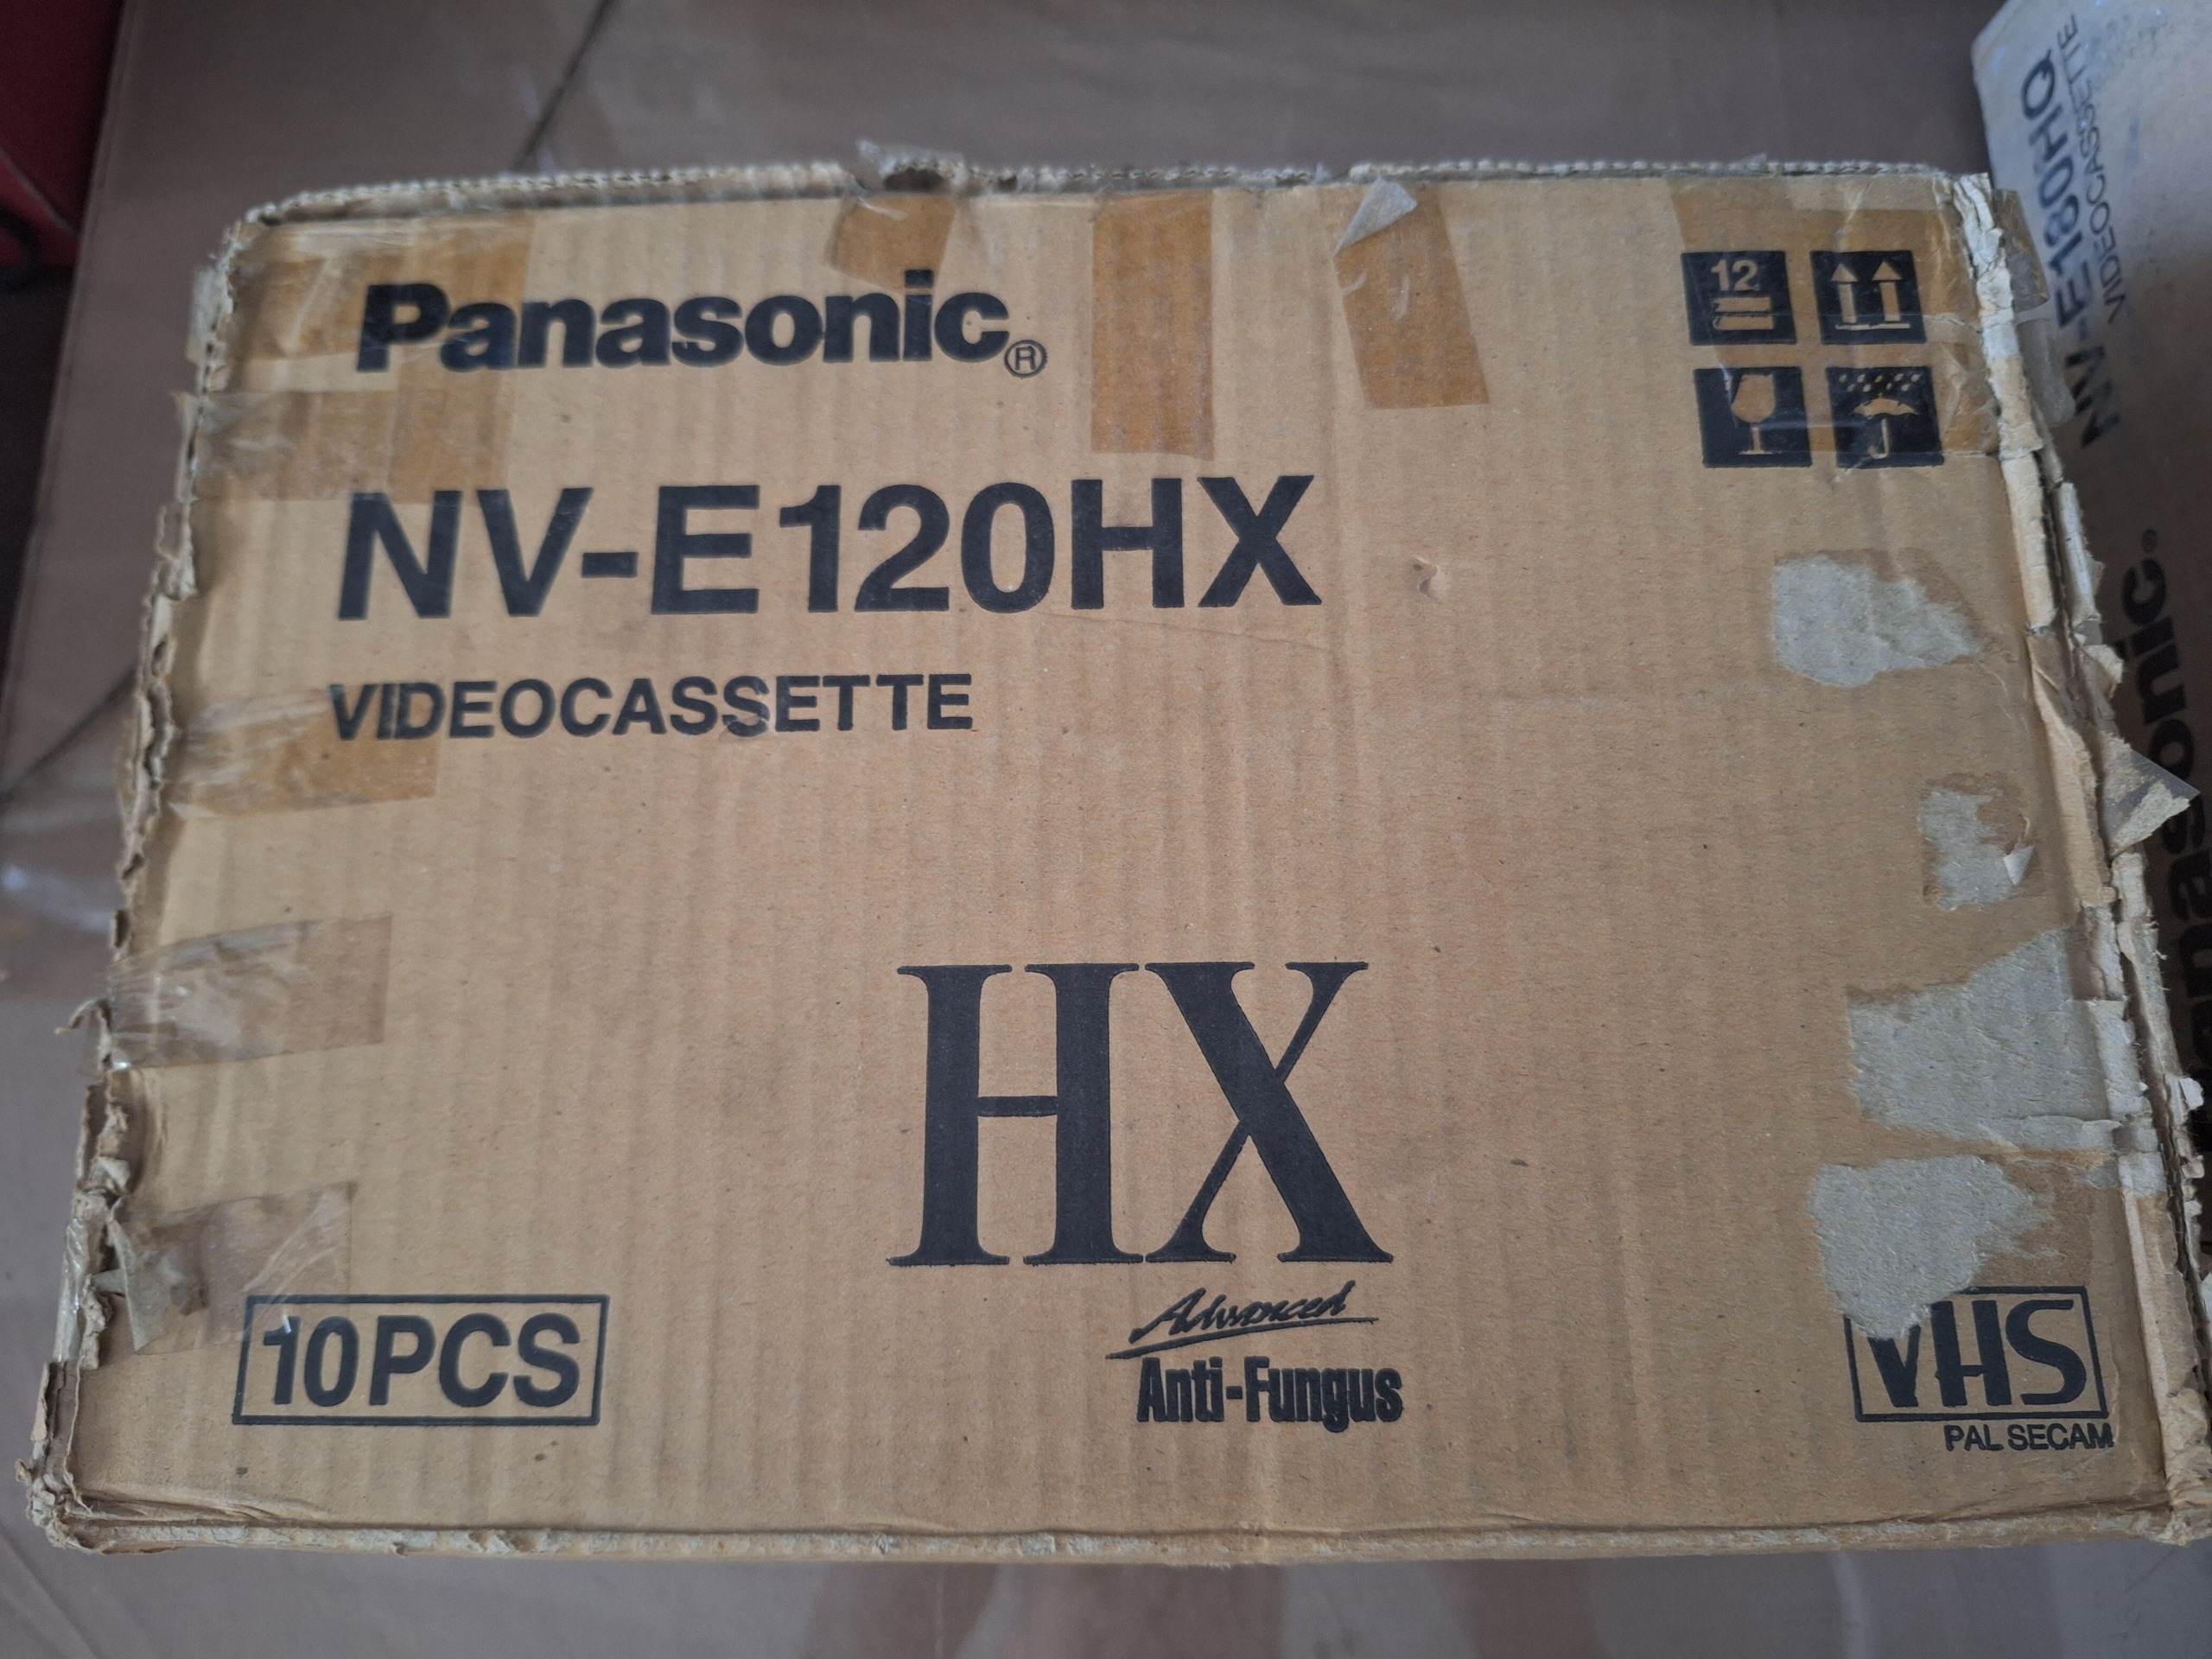 Panasonic®
12
NV-E120HX
VIDEOCASSETTE
HX
Advanced
Anti-Fungus
10PCS
VHS
PAL SECAM
NV-E180HQ
VIDEOCASSETTE
Panasonic®